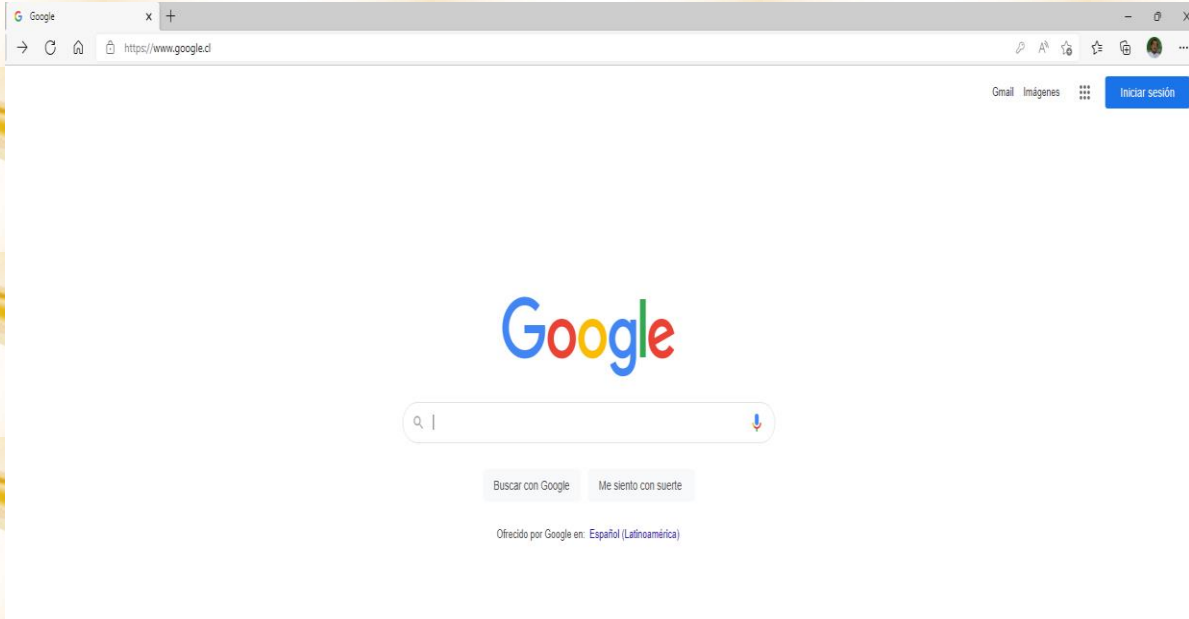 Google
https://www.google.cl
Gmail Imágenes Iniciar sesión
Google
Buscar con Google Me siento con suerte
Ofrecido por Google en: Español (Latinoamérica)